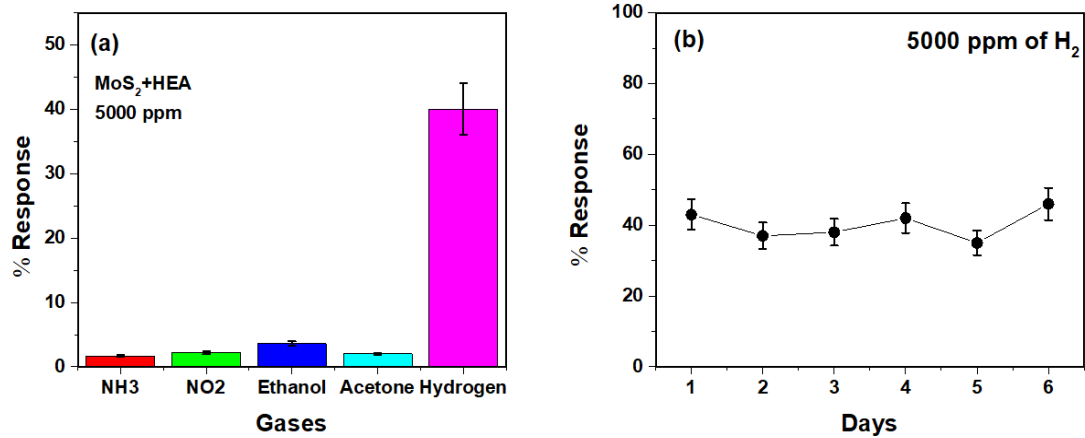 (a)
MoS2+HEA
5000 ppm
50
40
30
20
10
0
% Response
NH3 NO2 Ethanol Acetone Hydrogen
Gases
(b)
5000 ppm of H2
100
80
60
40
20
0
% Response
1 2 3 4 5 6
Days